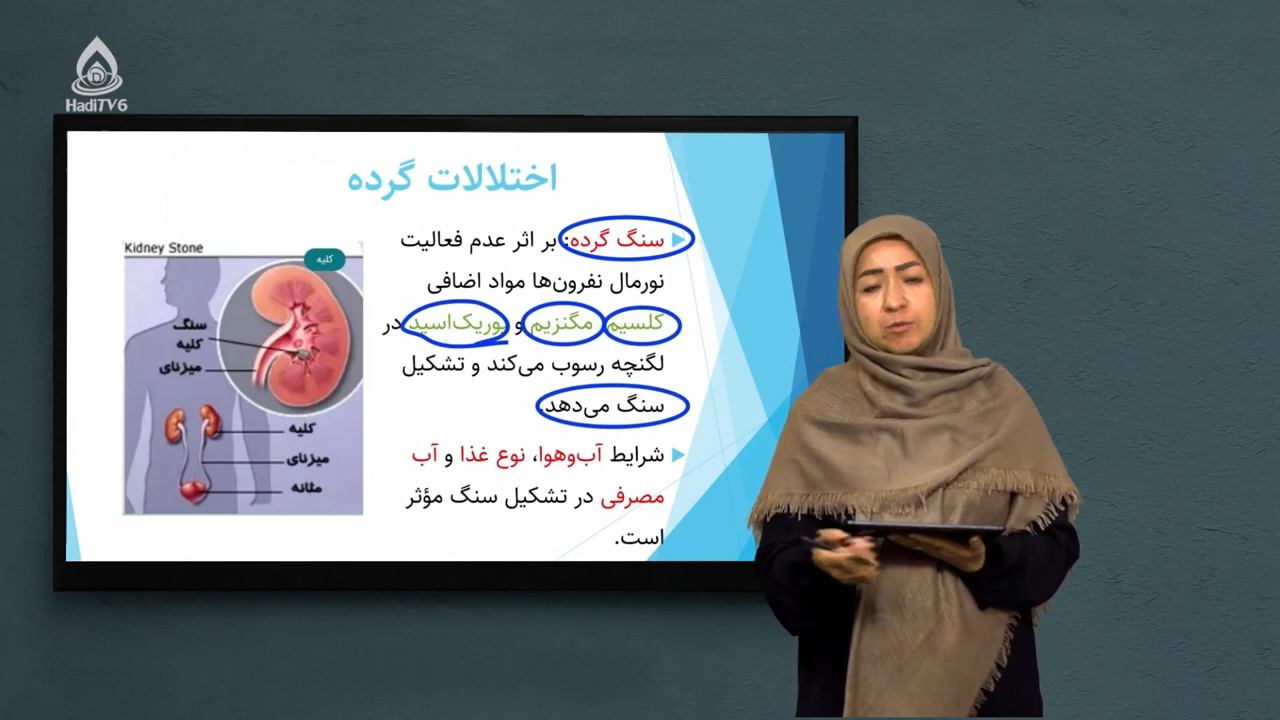 HadiTV6
اختلالات گرده
سنگ گرده: بر اثر عدم فعالیت
نورمال نفرون‌ها مواد اضافی
کلسیم مگنزیم و یوریک‌اسید در
لگنچه رسوب می‌کند و تشکیل
سنگ می‌دهد.
شرایط آب‌وهوا، نوع غذا و آب
مصرفی در تشکیل سنگ مؤثر
است.
Kidney Stone
کلیه
سنگ
کلیه
میزنای
کلیه
میزنای
مثانه